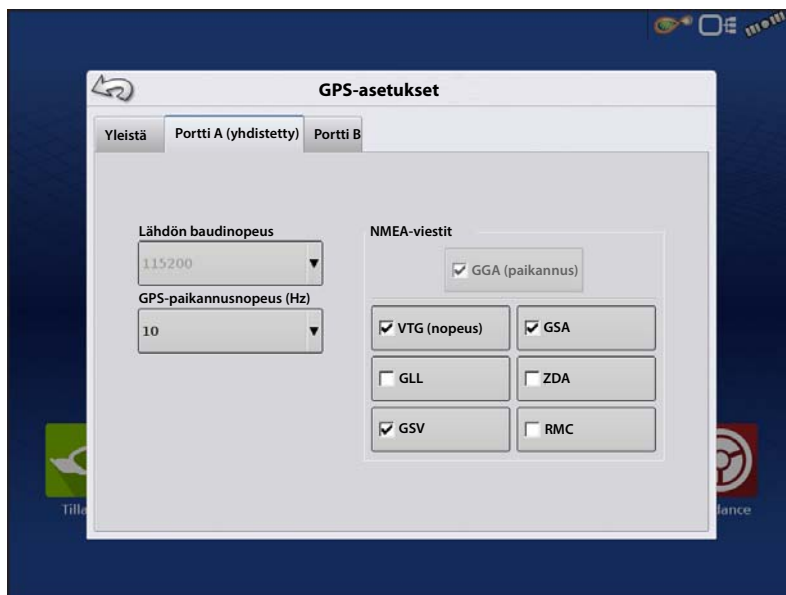 GPS-asetukset
Yleistä
Portti A (yhdistetty)
Portti B
Lähdön baudinopeus
115200
GPS-paikannusnopeus (Hz)
10
NMEA-viestit
GGA (paikannus)
VTG (nopeus)
GSA
GLL
ZDA
GSV
RMC
Tilla
dance